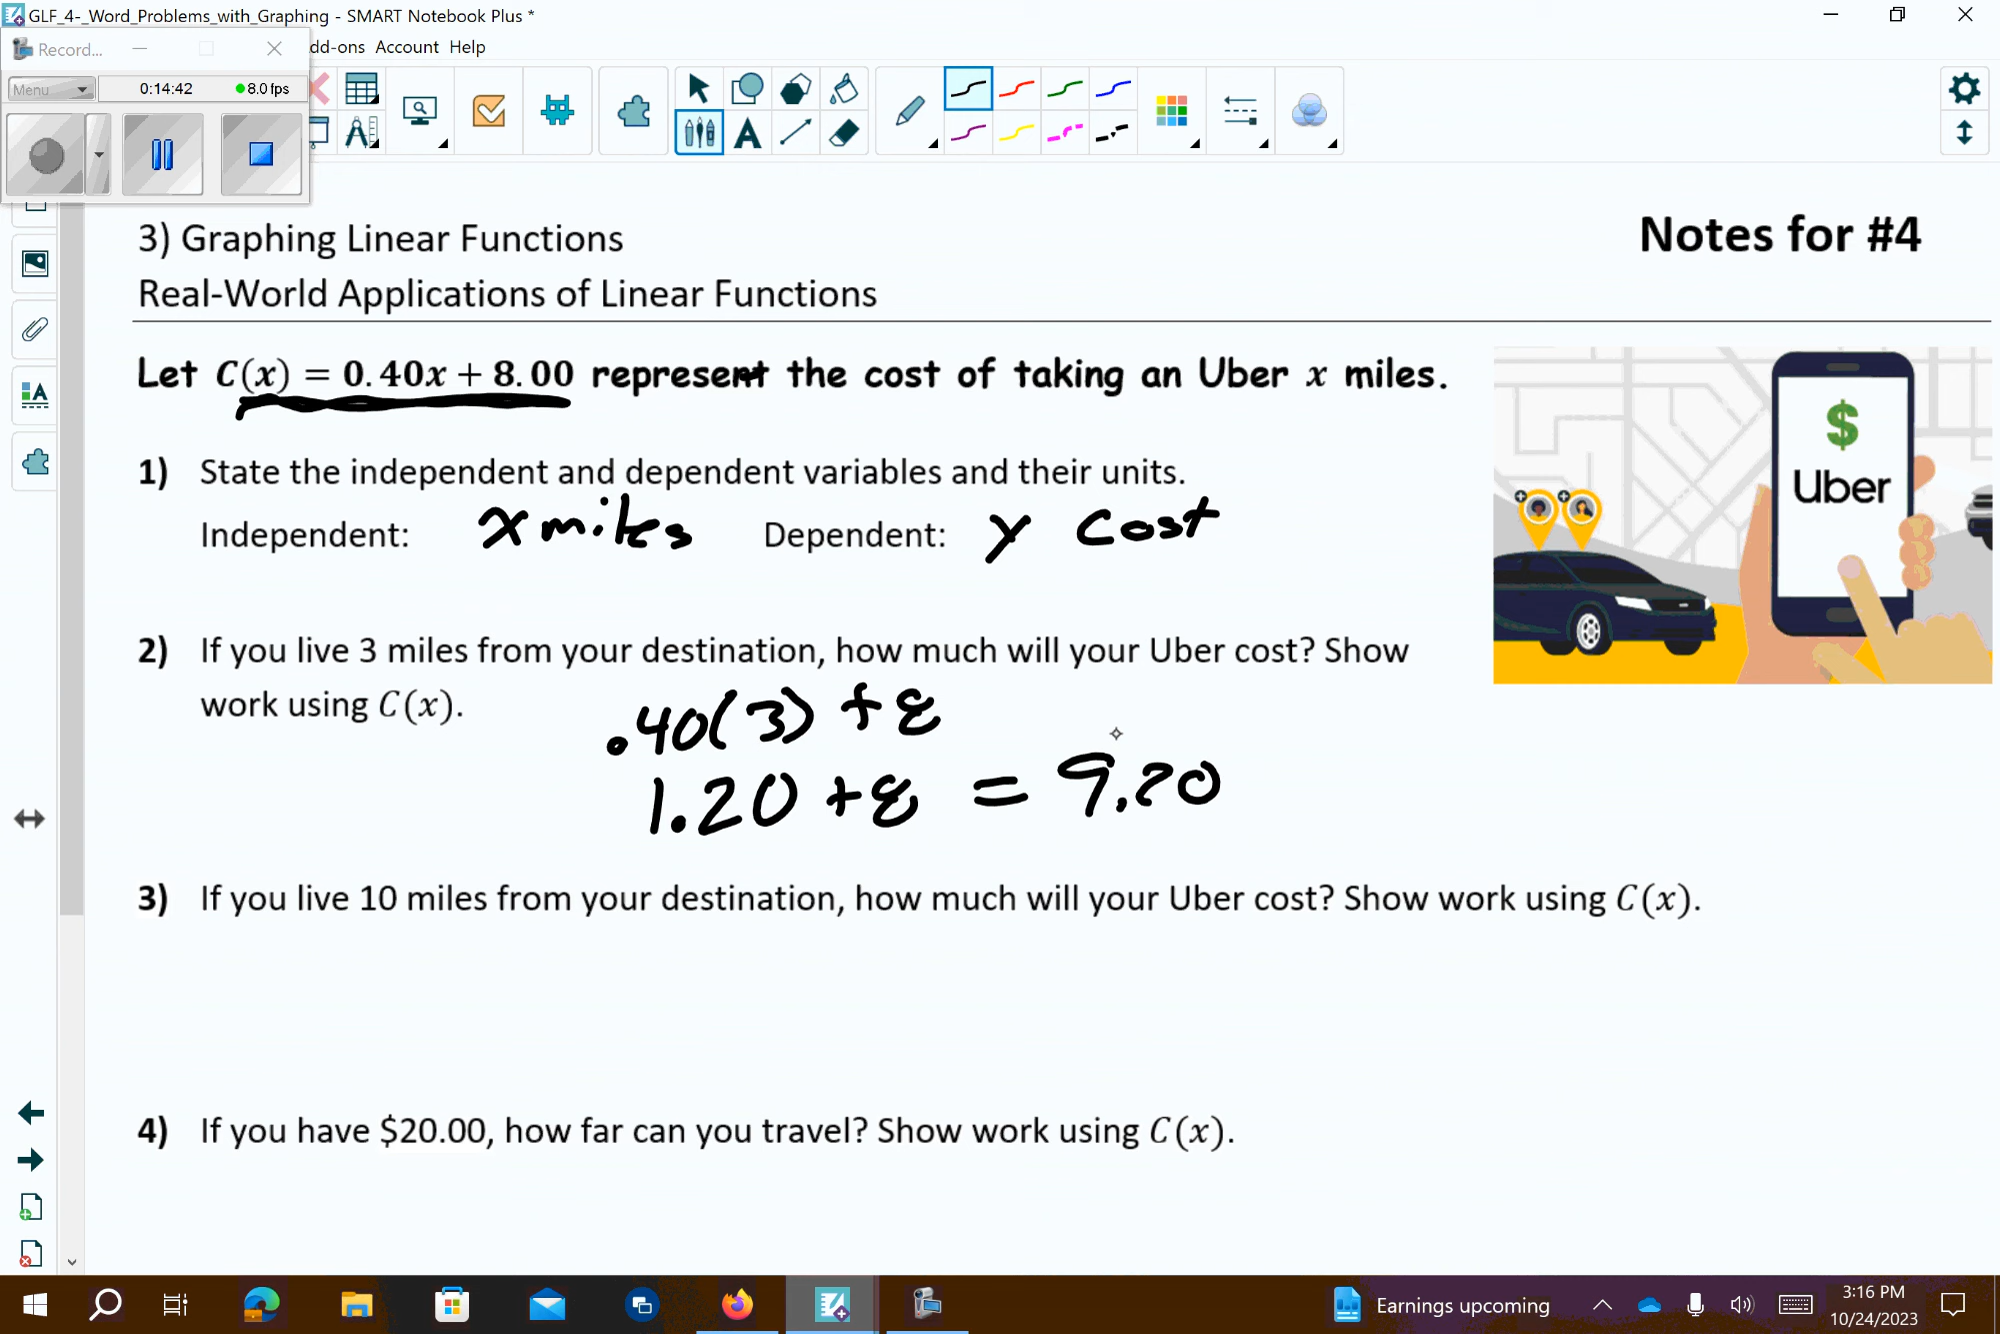 GLF_4-_Word_Problems_with_Graphing - SMART Notebook Plus *
Record...
dd-ons Account Help
Menu 0:14:42 8.0 fps
3) Graphing Linear Functions
Notes for #4
Real-World Applications of Linear Functions
Let C(x) = 0.40x + 8.00 represent the cost of taking an Uber x miles.
$
Uber
1) State the independent and dependent variables and their units.
Independent: x miles Dependent: y cost
2) If you live 3 miles from your destination, how much will your Uber cost? Show
work using C(x).
.40(3) + 8
1.20 + 8 = 9.20
3) If you live 10 miles from your destination, how much will your Uber cost? Show work using C(x).
4) If you have $20.00, how far can you travel? Show work using C(x).
Earnings upcoming
3:16 PM
10/24/2023